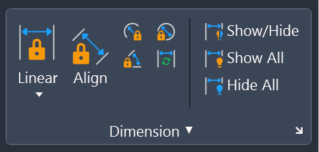 Linear
Align
Show/Hide
Show All
Hide All
Dimension